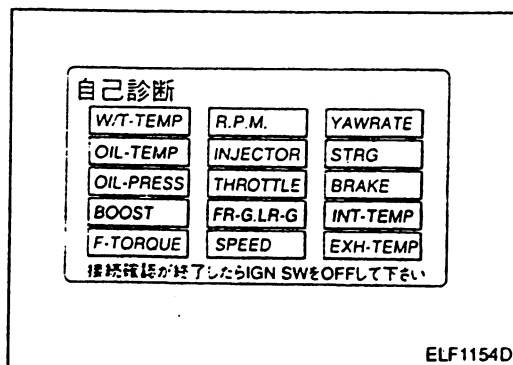 自己診断
W/T-TEMP R.P.M. YAWRATE
OIL-TEMP INJECTOR STRG
OIL-PRESS THROTTLE BRAKE
BOOST FR-G.LR-G INT-TEMP
F-TORQUE SPEED EXH-TEMP
接続確認が終了したらIGN SWをOFFして下さい
ELF1154D